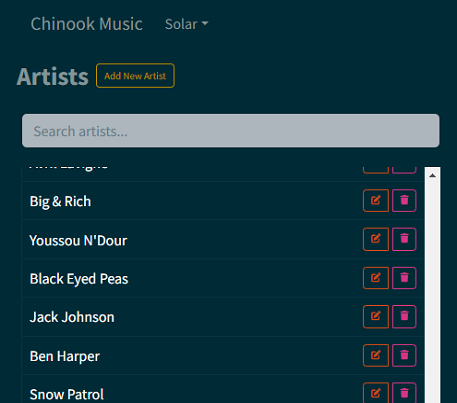 Chinook Music
Solar
Artists
Add New Artist
Search artists...
Big & Rich
Youssou N'Dour
Black Eyed Peas
Jack Johnson
Ben Harper
Snow Patrol